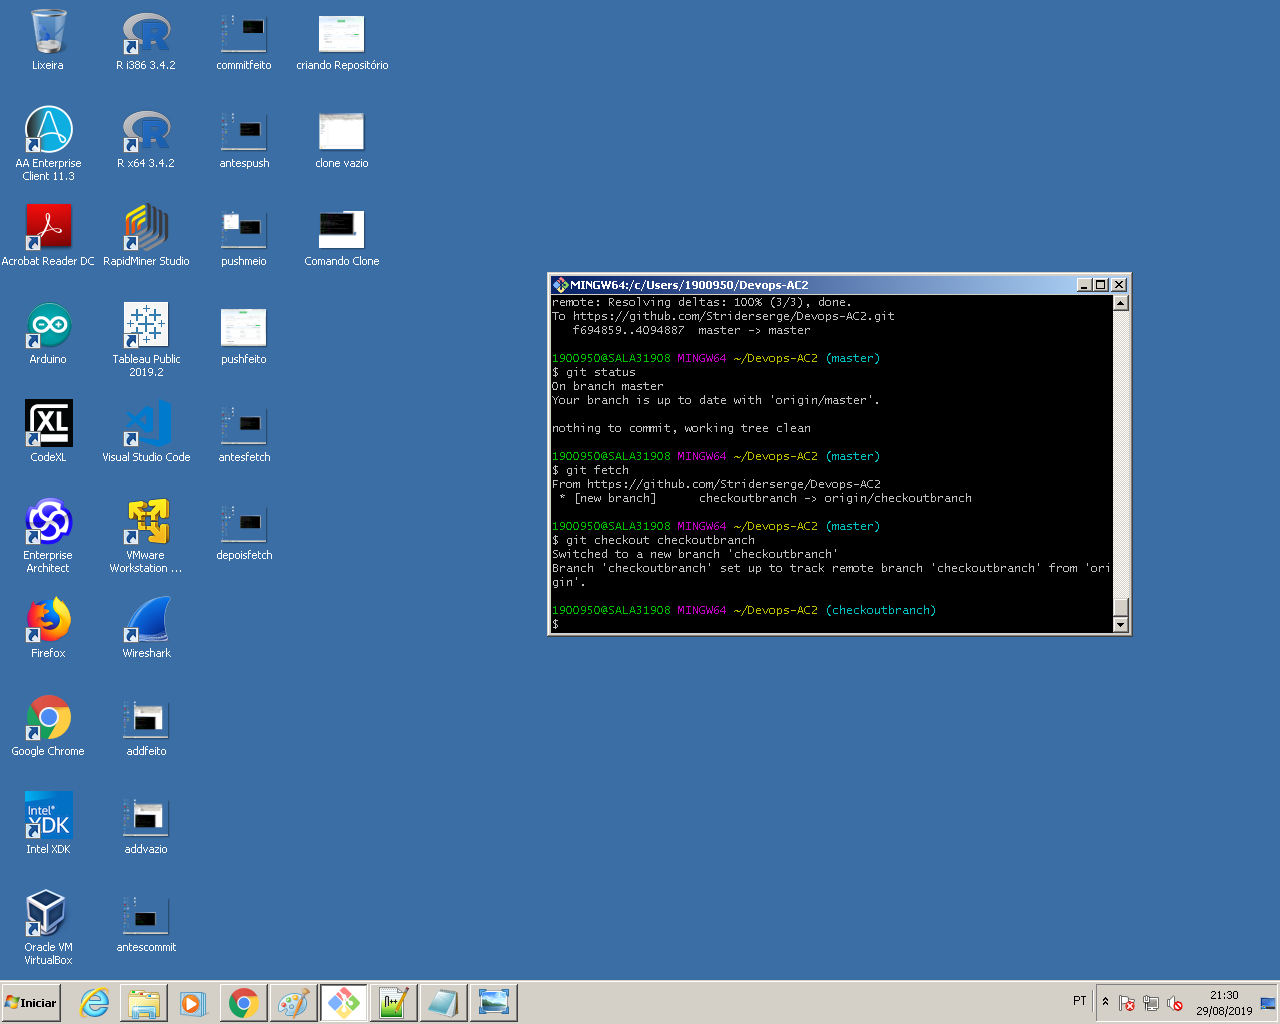 Lixeira
R i386 3.4.2
commitfeito
criando Repositório
AA Enterprise
Client 11.3
R x64 3.4.2
antespush
clone vazio
Acrobat Reader DC
RapidMiner Studio
pushmeio
Comando Clone
Arduino
Tableau Public
2019.2
pushfeito
XL
CodeXL
Visual Studio Code
antesfetch
Enterprise
Architect
VMware
Workstation ...
depoisfetch
Firefox
Wireshark
Google Chrome
addfeito
Intel
XDK
Intel XDK
addvazio
Oracle VM
VirtualBox
antescommit
MINGW64:/c/Users/1900950/Devops-AC2
remote: Resolving deltas: 100% (3/3), done.
To https://github.com/Striderserge/Devops-AC2.git
f694859..4094887  master -> master
1900950@SALA31908 MINGW64 ~/Devops-AC2 (master)
$ git status
On branch master
Your branch is up to date with 'origin/master'.
nothing to commit, working tree clean
1900950@SALA31908 MINGW64 ~/Devops-AC2 (master)
$ git fetch
From https://github.com/Striderserge/Devops-AC2
* [new branch]      checkoutbranch -> origin/checkoutbranch
1900950@SALA31908 MINGW64 ~/Devops-AC2 (master)
$ git checkout checkoutbranch
Switched to a new branch 'checkoutbranch'
Branch 'checkoutbranch' set up to track remote branch 'checkoutbranch' from 'ori
gin'.
1900950@SALA31908 MINGW64 ~/Devops-AC2 (checkoutbranch)
$
Iniciar
PT
21:30
29/08/2019